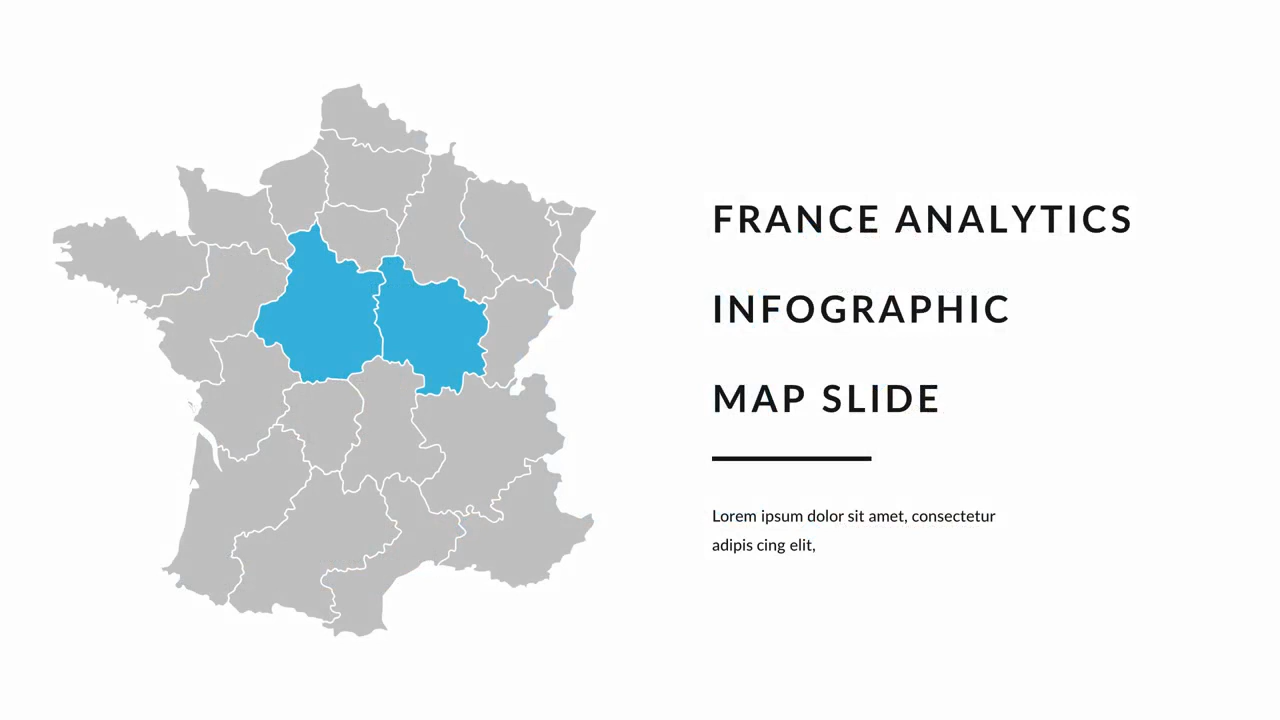 FRANCE ANALYTICS
INFOGRAPHIC
MAP SLIDE
Lorem ipsum dolor sit amet, consectetur
adipis cing elit,